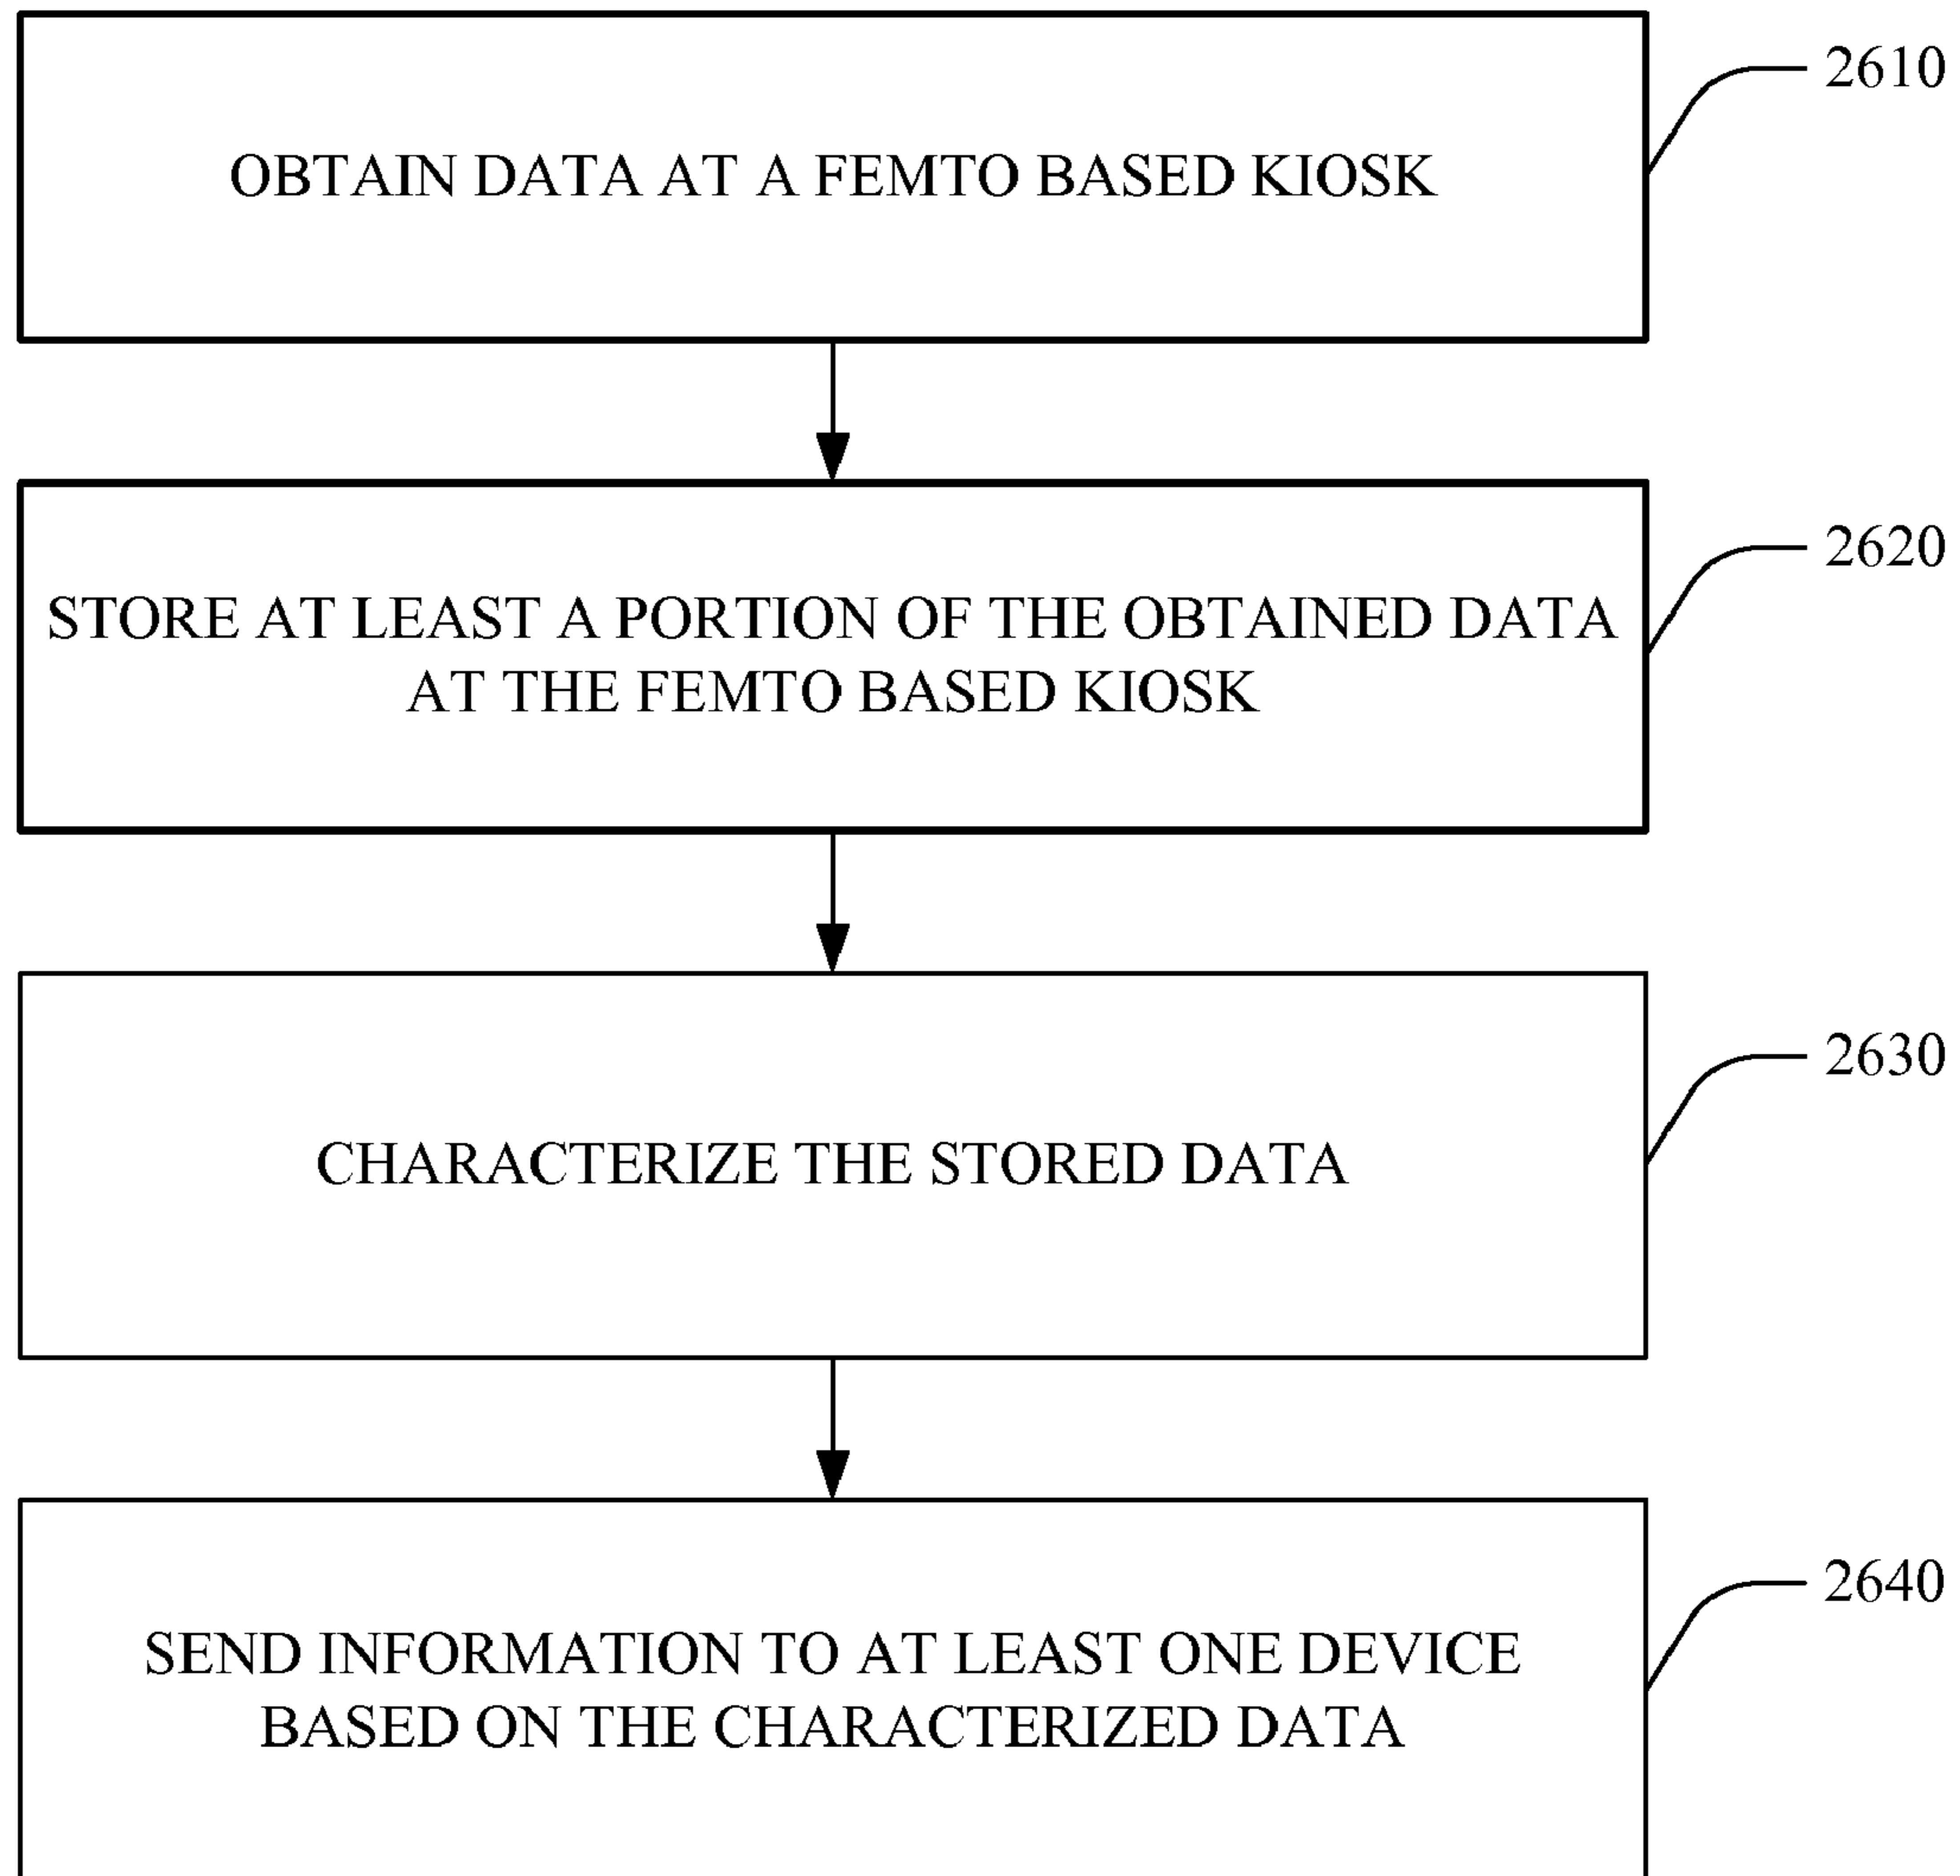 OBTAIN DATA AT A FEMTO BASED KIOSK
2610
STORE AT LEAST A PORTION OF THE OBTAINED DATA
AT THE FEMTO BASED KIOSK
2620
CHARACTERIZE THE STORED DATA
2630
SEND INFORMATION TO AT LEAST ONE DEVICE
BASED ON THE CHARACTERIZED DATA
2640